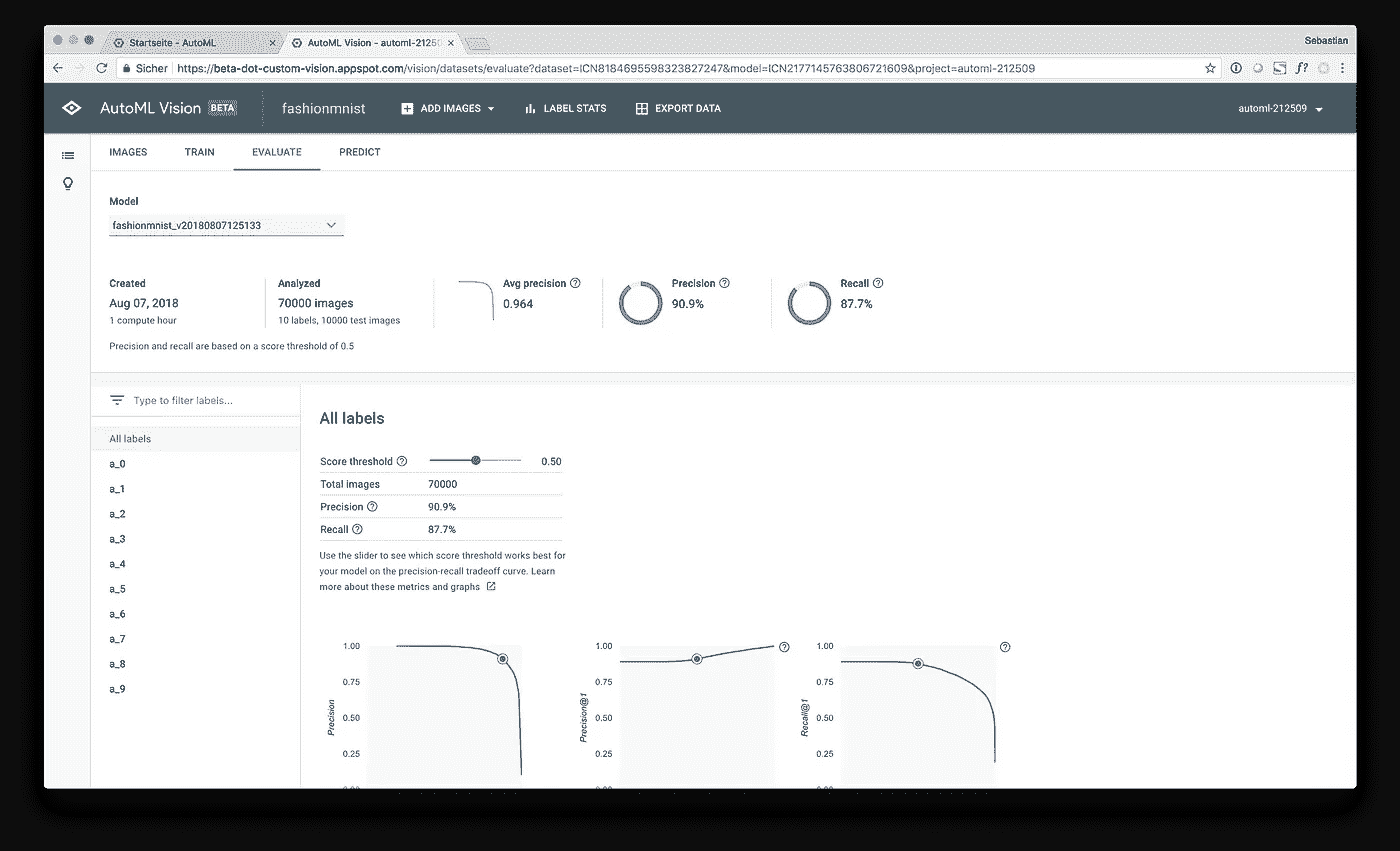 Startseite - AutoML
AutoML Vision - automl-2125
Sebastian
Sicher
https://beta-dot-custom-vision.appspot.com/vision/datasets/evaluate?dataset=ICN8184695598323827247&model=ICN2177145763806721609&project=automl-212509
AutoML Vision BETA
fashionmnist
ADD IMAGES
LABEL STATS
EXPORT DATA
automl-212509
IMAGES
TRAIN
EVALUATE
PREDICT
Model
fashionmnist_v20180807125133
Created
Aug 07, 2018
1 compute hour
Analyzed
70000 images
10 labels, 10000 test images
Avg precision
0.964
Precision
90.9%
Recall
87.7%
Precision and recall are based on a score threshold of 0.5
Type to filter labels...
All labels
a_0
a_1
a_2
a_3
a_4
a_5
a_6
a_7
a_8
a_9
All labels
Score threshold 0.50
Total images 70000
Precision 90.9%
Recall 87.7%
Use the slider to see which score threshold works best for
your model on the precision-recall tradeoff curve. Learn
more about these metrics and graphs
Precision
1.00
0.75
0.50
0.25
Precision@1
1.00
0.75
0.50
0.25
Recall@1
1.00
0.75
0.50
0.25